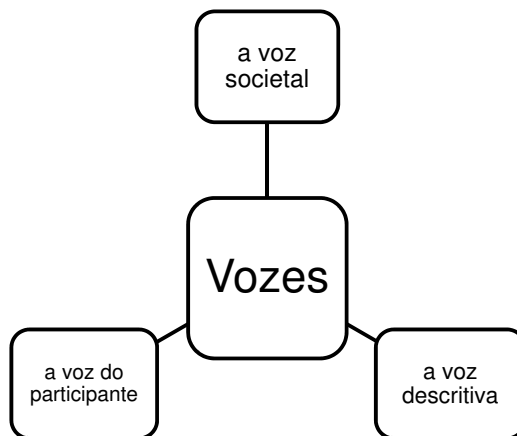 a voz
societal
Vozes
a voz do
participante
a voz
descritiva